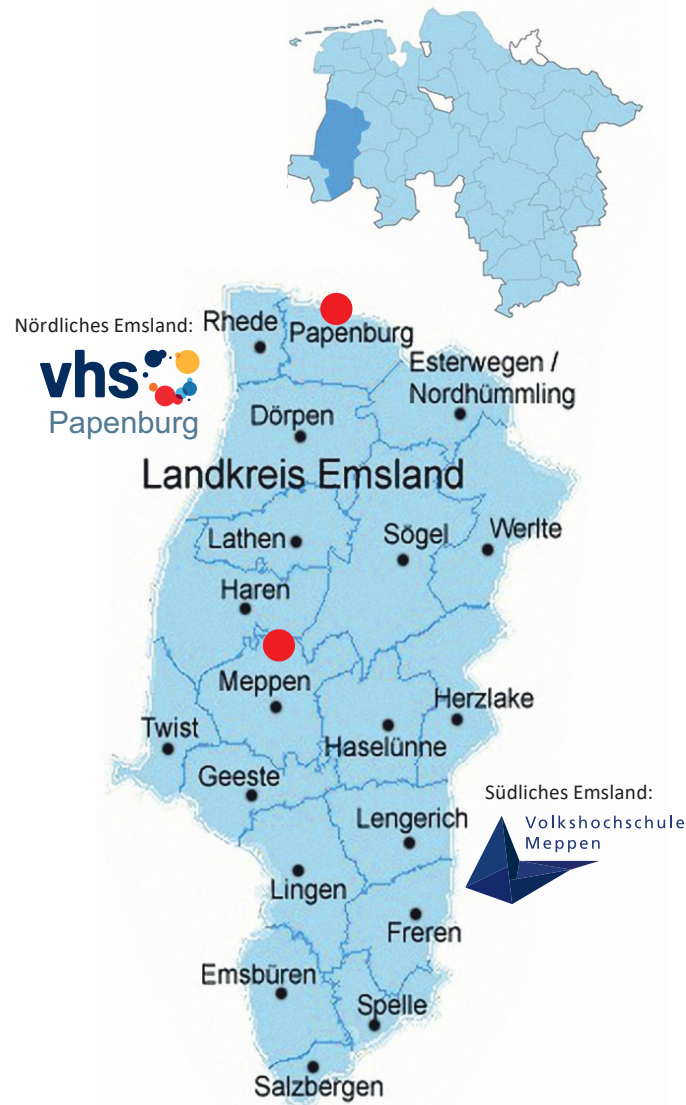 Nördliches Emsland:
vhs
Papenburg
Rhede
Papenburg
Esterwegen /
Nordhümmling
Dörpen
Landkreis Emsland
Lathen
Sögel
Werlte
Haren
Meppen
Herzlake
Twist
Haselünne
Geeste
Südliches Emsland:
Volkshochschule
Meppen
Lengerich
Lingen
Freren
Emsbüren
Spelle
Salzbergen